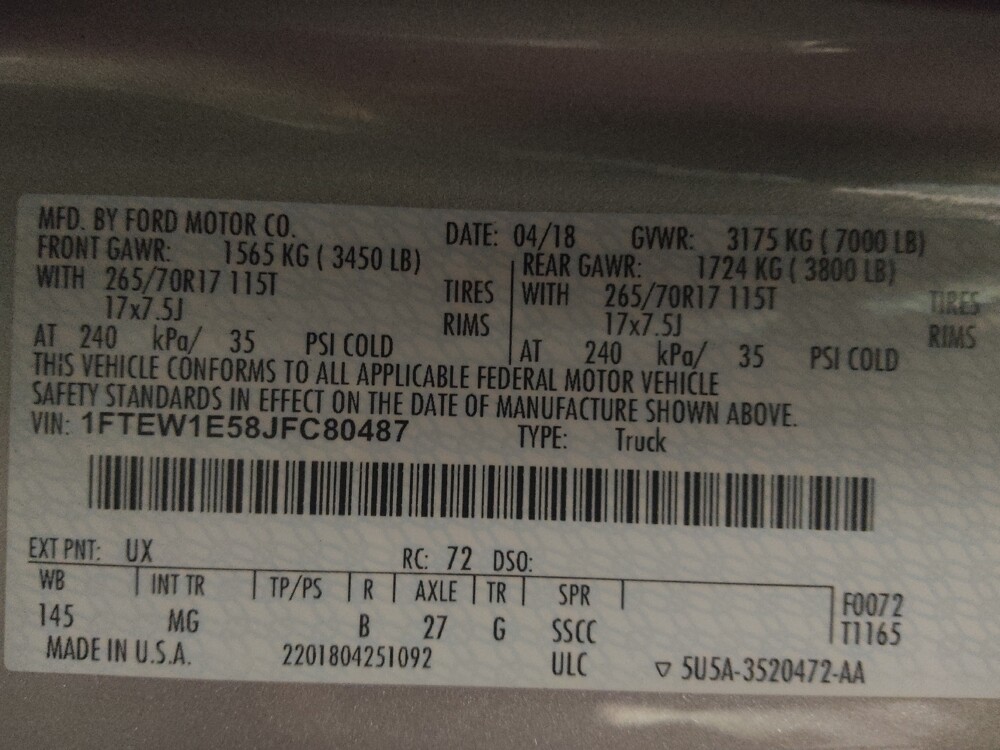 MFD. BY FORD MOTOR CO. DATE: 04/18 GVWR: 3175 KG ( 7000 LB)
FRONT GAWR: 1565 KG ( 3450 LB) REAR GAWR: 1724 KG ( 3800 LB)
WITH 265/70R17 115T TIRES WITH 265/70R17 115T TIRES
17x7.5J RIMS 17x7.5J RIMS
AT 240 kPa/ 35 PSI COLD AT 240 kPa/ 35 PSI COLD
THIS VEHICLE CONFORMS TO ALL APPLICABLE FEDERAL MOTOR VEHICLE
SAFETY STANDARDS IN EFFECT ON THE DATE OF MANUFACTURE SHOWN ABOVE.
VIN: 1FTEW1E58JFC80487 TYPE: Truck
EXT PNT: UX RC: 72 DSO:
WB INT TR TP/PS R AXLE TR SPR F0072
145 MG B 27 G SSCC T1165
MADE IN U.S.A. 2201804251092 ULC ▽ 5U5A-3520472-AA